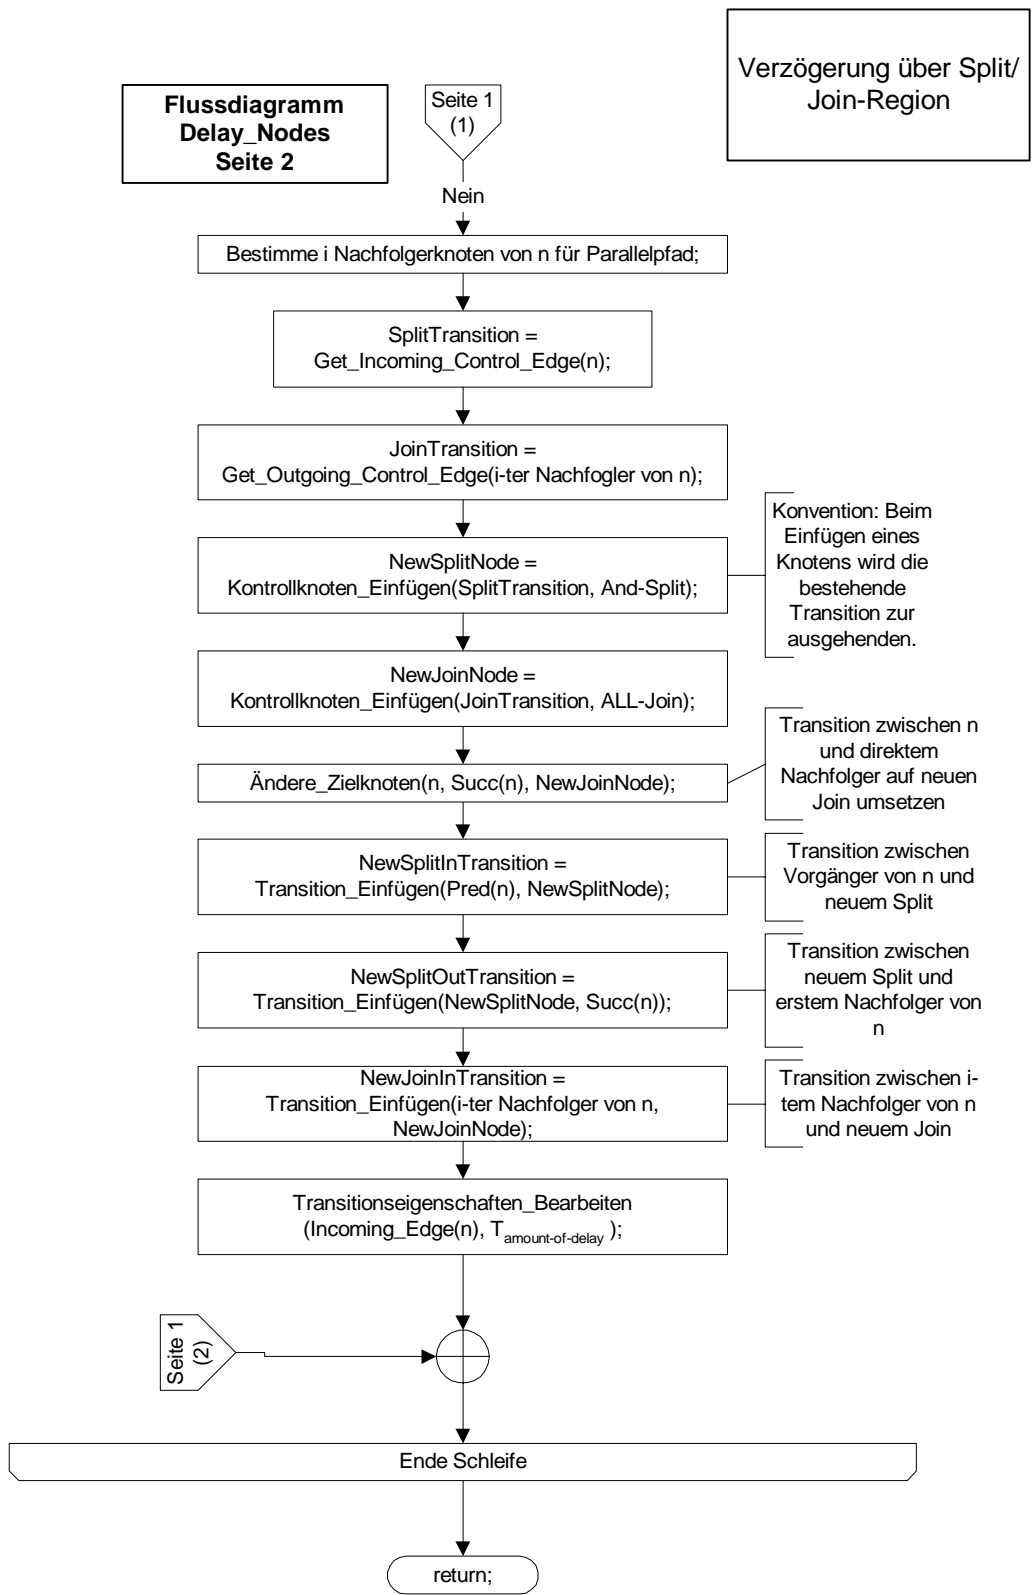 Verzögerung über Split/
Join-Region
Flussdiagramm
Delay_Nodes
Seite 2
Seite 1
(1)
Nein
Bestimme i Nachfolgerknoten von n für Parallelpfad;
SplitTransition =
Get_Incoming_Control_Edge(n);
JoinTransition =
Get_Outgoing_Control_Edge(i-ter Nachfogler von n);
NewSplitNode =
Kontrollknoten_Einfügen(SplitTransition, And-Split);
Konvention: Beim
Einfügen eines
Knotens wird die
bestehende
Transition zur
ausgehenden.
NewJoinNode =
Kontrollknoten_Einfügen(JoinTransition, ALL-Join);
Ändere_Zielknoten(n, Succ(n), NewJoinNode);
Transition zwischen n
und direktem
Nachfolger auf neuen
Join umsetzen
NewSplitInTransition =
Transition_Einfügen(Pred(n), NewSplitNode);
Transition zwischen
Vorgänger von n und
neuem Split
NewSplitOutTransition =
Transition_Einfügen(NewSplitNode, Succ(n));
Transition zwischen
neuem Split und
erstem Nachfolger von
n
NewJoinInTransition =
Transition_Einfügen(i-ter Nachfolger von n,
NewJoinNode);
Transition zwischen i-
tem Nachfolger von n
und neuem Join
Transitionseigenschaften_Bearbeiten
(Incoming_Edge(n), T amount-of-delay );
Seite 1
(2)
Ende Schleife
return;